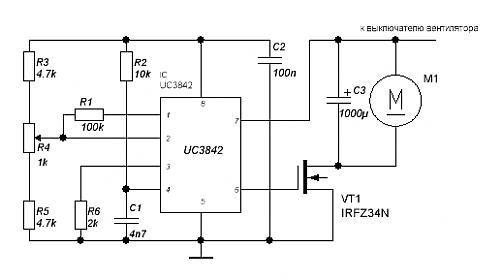 к выключателю вентилятора
R3
4.7k
R2
10k
IC
UC3842
C2
100n
M1
R1
100k
1
8
7
C3
+
1000µ
M
R4
1k
2
UC3842
3
4
6
5
VT1
IRFZ34N
R5
4.7k
R6
2k
C1
4n7